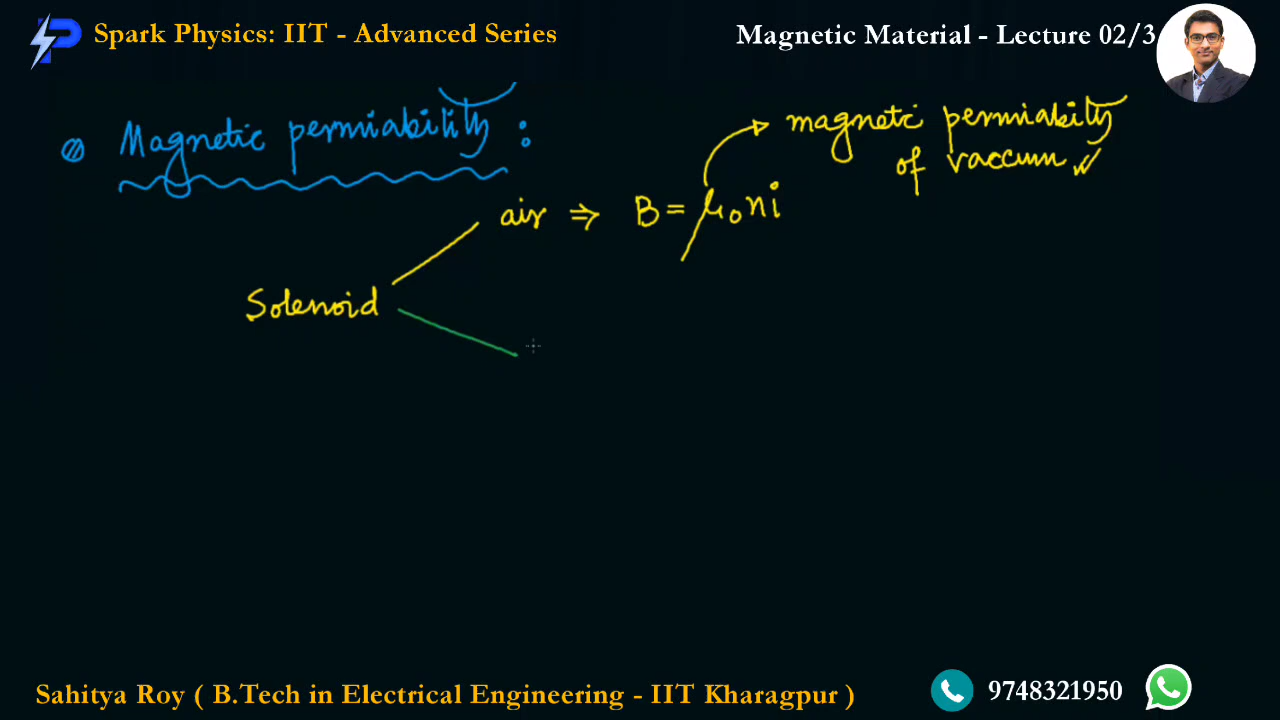 Spark Physics: IIT - Advanced Series
Magnetic Material - Lecture 02/3
Magnetic permiability :
magnetic permiability
of vaccum
air ⇒ B = μ₀ni
Solenoid
Sahitya Roy ( B.Tech in Electrical Engineering - IIT Kharagpur )
9748321950